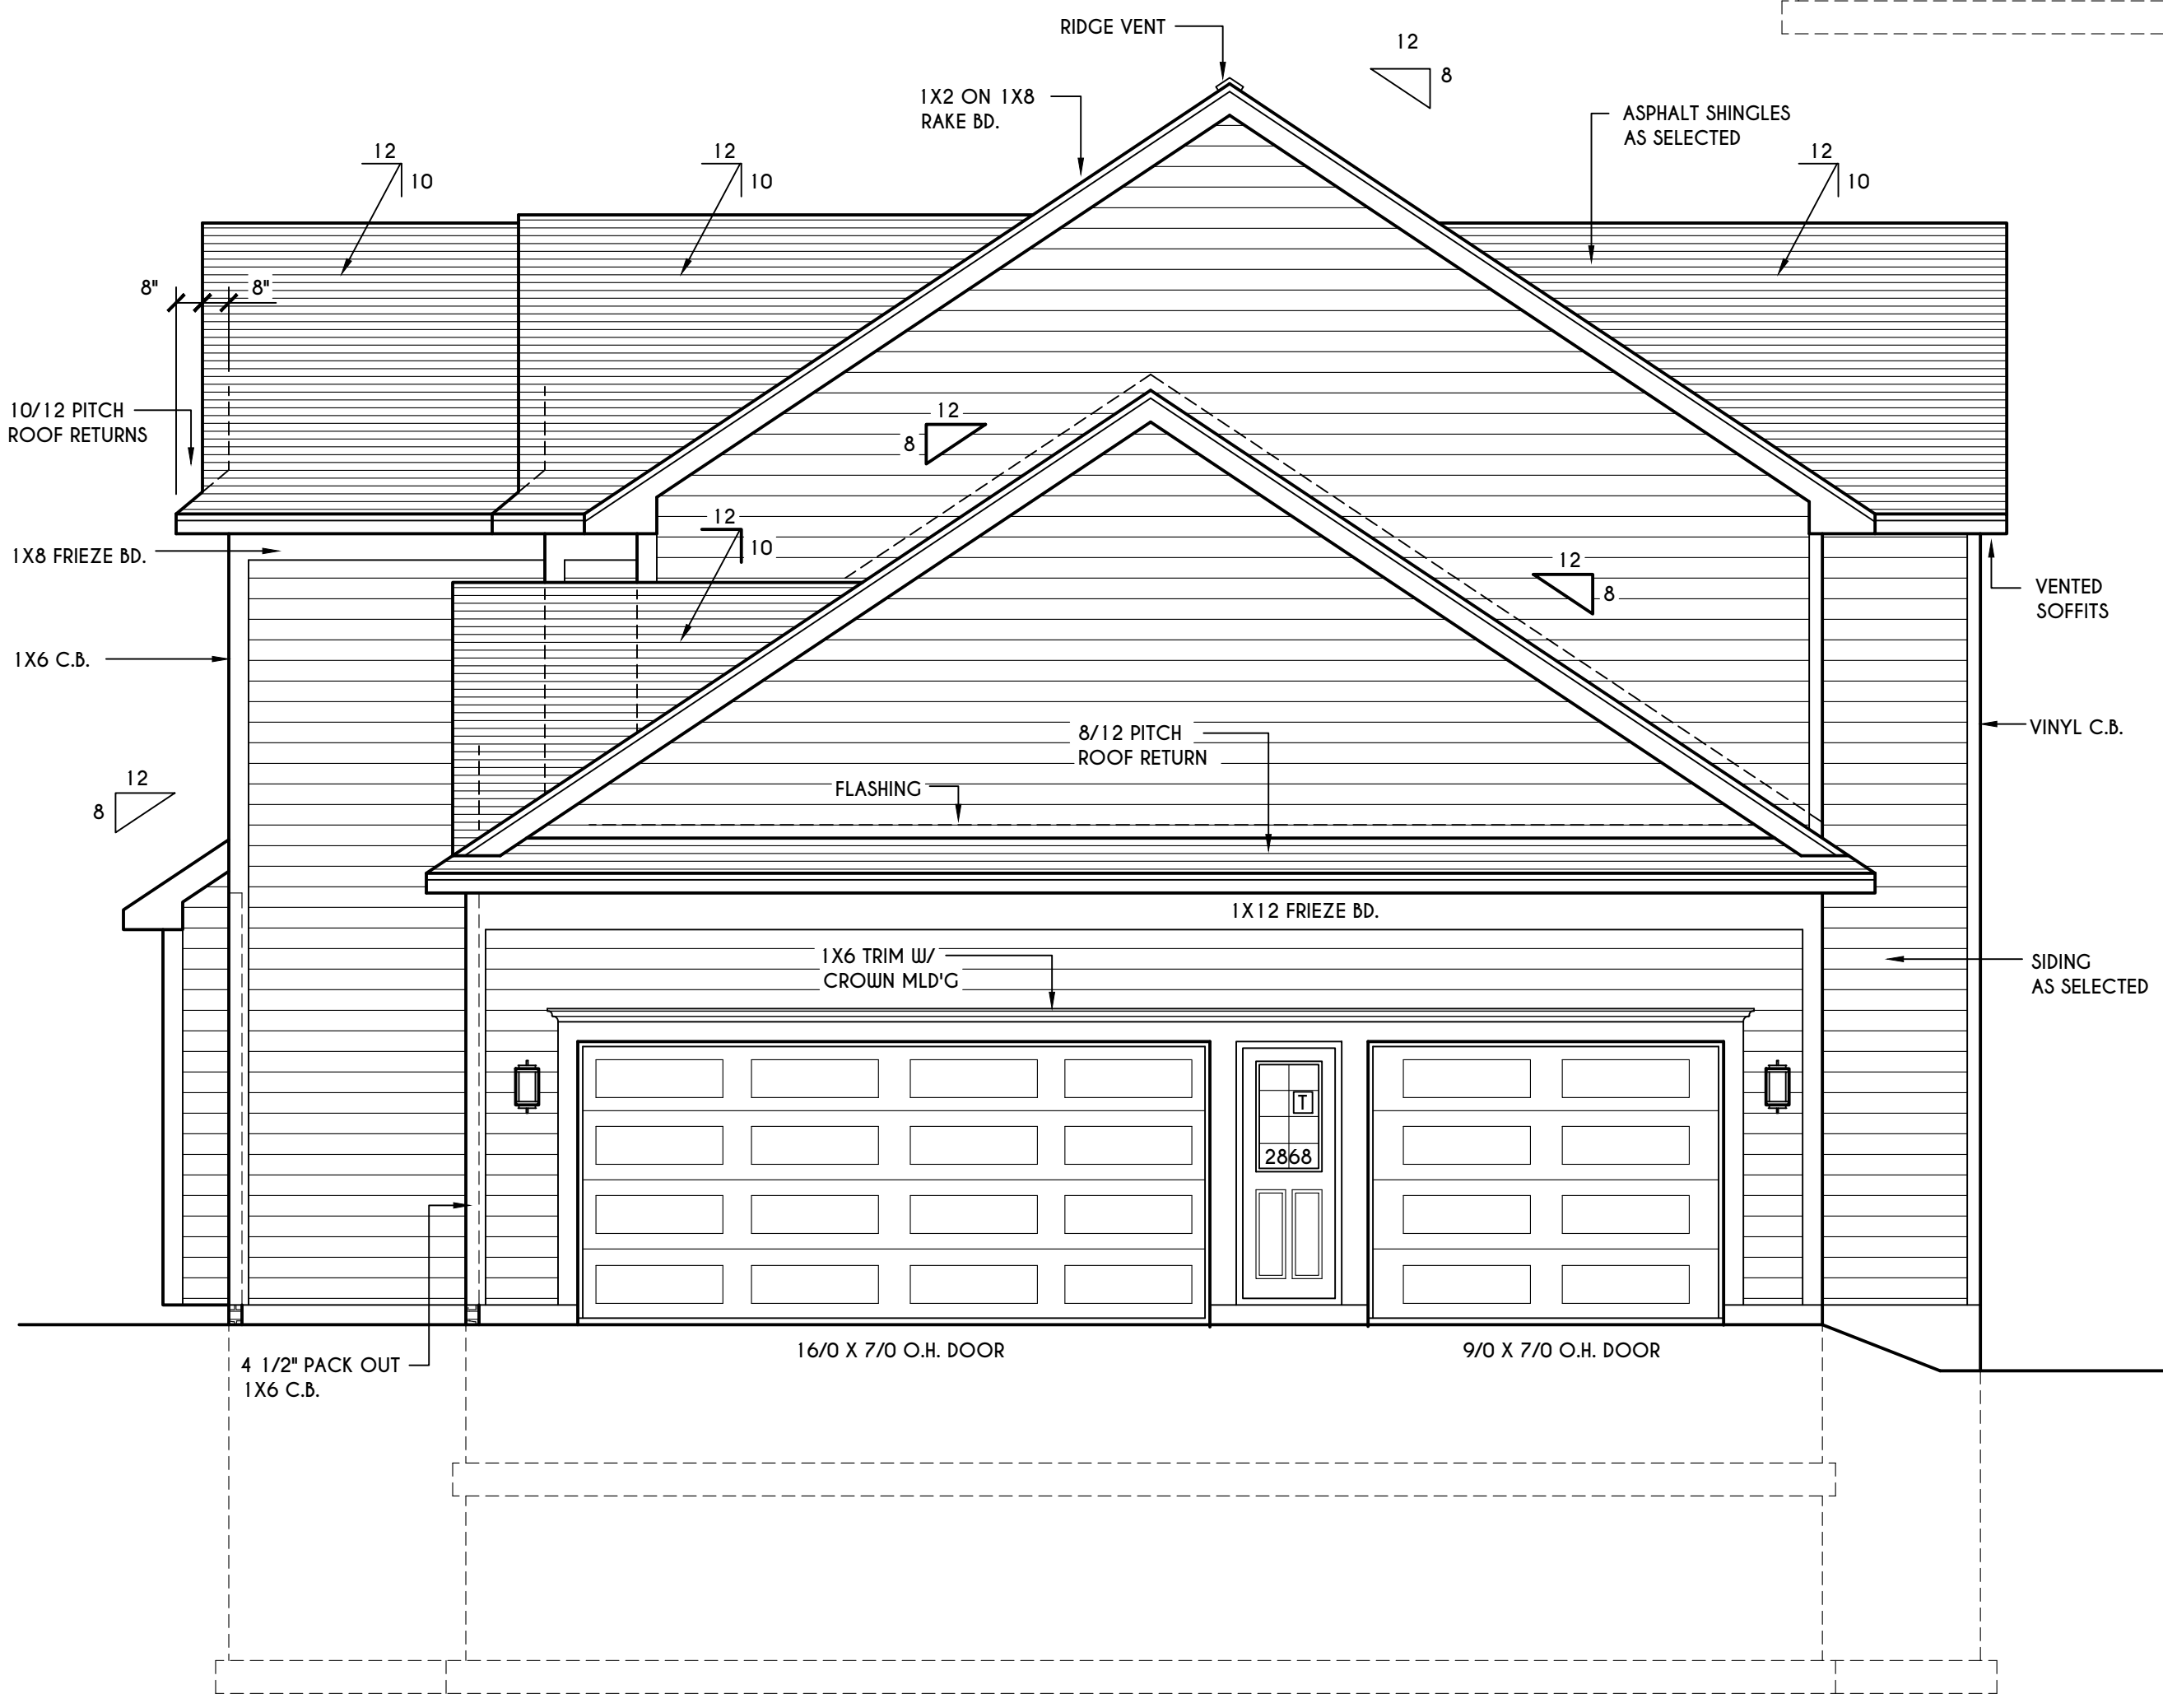 RIDGE VENT
12
8
1X2 ON 1X8
RAKE BD.
ASPHALT SHINGLES
AS SELECTED
12
10
12
10
12
10
8"
8"
10/12 PITCH
ROOF RETURNS
12
8
12
10
1X8 FRIEZE BD.
12
8
VENTED
SOFFITS
1X6 C.B.
VINYL C.B.
8/12 PITCH
ROOF RETURN
12
8
FLASHING
1X12 FRIEZE BD.
1X6 TRIM W/
CROWN MLD'G
SIDING
AS SELECTED
T
2868
16/0 X 7/0 O.H. DOOR
9/0 X 7/0 O.H. DOOR
4 1/2" PACK OUT
1X6 C.B.